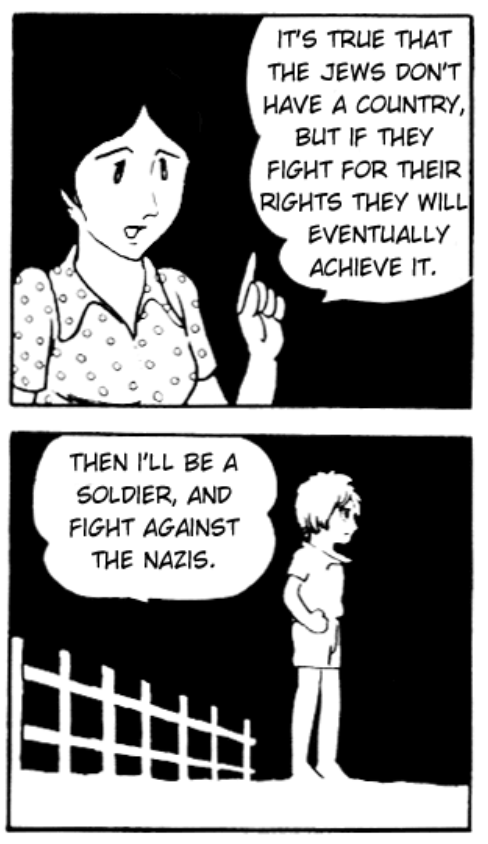 IT'S TRUE THAT
THE JEWS DON'T
HAVE A COUNTRY,
BUT IF THEY
FIGHT FOR THEIR
RIGHTS THEY WILL
EVENTUALLY
ACHIEVE IT.
THEN I'LL BE A
SOLDIER, AND
FIGHT AGAINST
THE NAZIS.